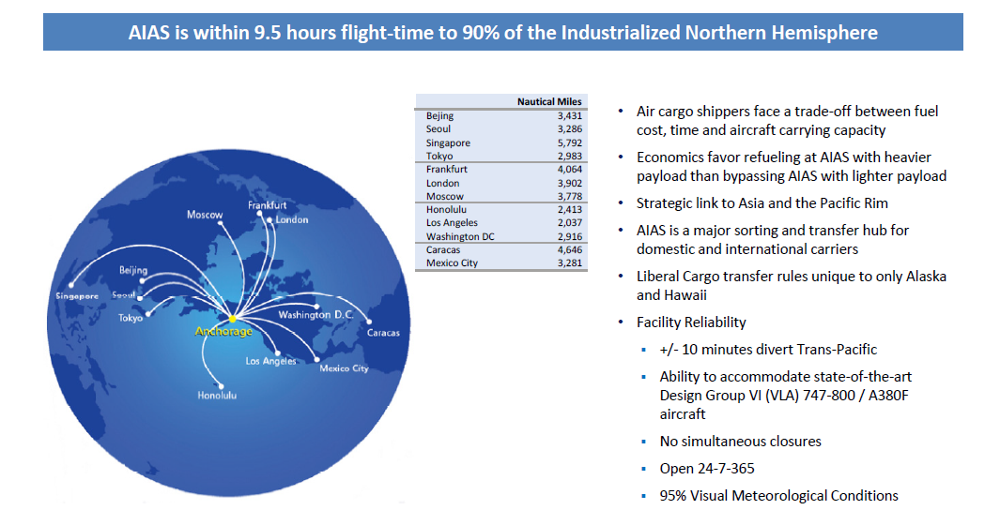 AIAS is within 9.5 hours flight-time to 90% of the Industrialized Northern Hemisphere
Nautical Miles
Bejing 3,431
Seoul 3,286
Singapore 5,792
Tokyo 2,983
Frankfurt 4,064
London 3,902
Moscow 3,778
Honolulu 2,413
Los Angeles 2,037
Washington DC 2,916
Caracas 4,646
Mexico City 3,281
Frankfurt
Moscow
London
Beijing
Singapore
Seoul
Tokyo
Washington D.C.
Anchorage
Caracas
Los Angeles
Mexico City
Honolulu
• Air cargo shippers face a trade-off between fuel
cost, time and aircraft carrying capacity
• Economics favor refueling at AIAS with heavier
payload than bypassing AIAS with lighter payload
• Strategic link to Asia and the Pacific Rim
• AIAS is a major sorting and transfer hub for
domestic and international carriers
• Liberal Cargo transfer rules unique to only Alaska
and Hawaii
• Facility Reliability
▪ +/- 10 minutes divert Trans-Pacific
▪ Ability to accommodate state-of-the-art
Design Group VI (VLA) 747-800 / A380F
aircraft
▪ No simultaneous closures
▪ Open 24-7-365
▪ 95% Visual Meteorological Conditions